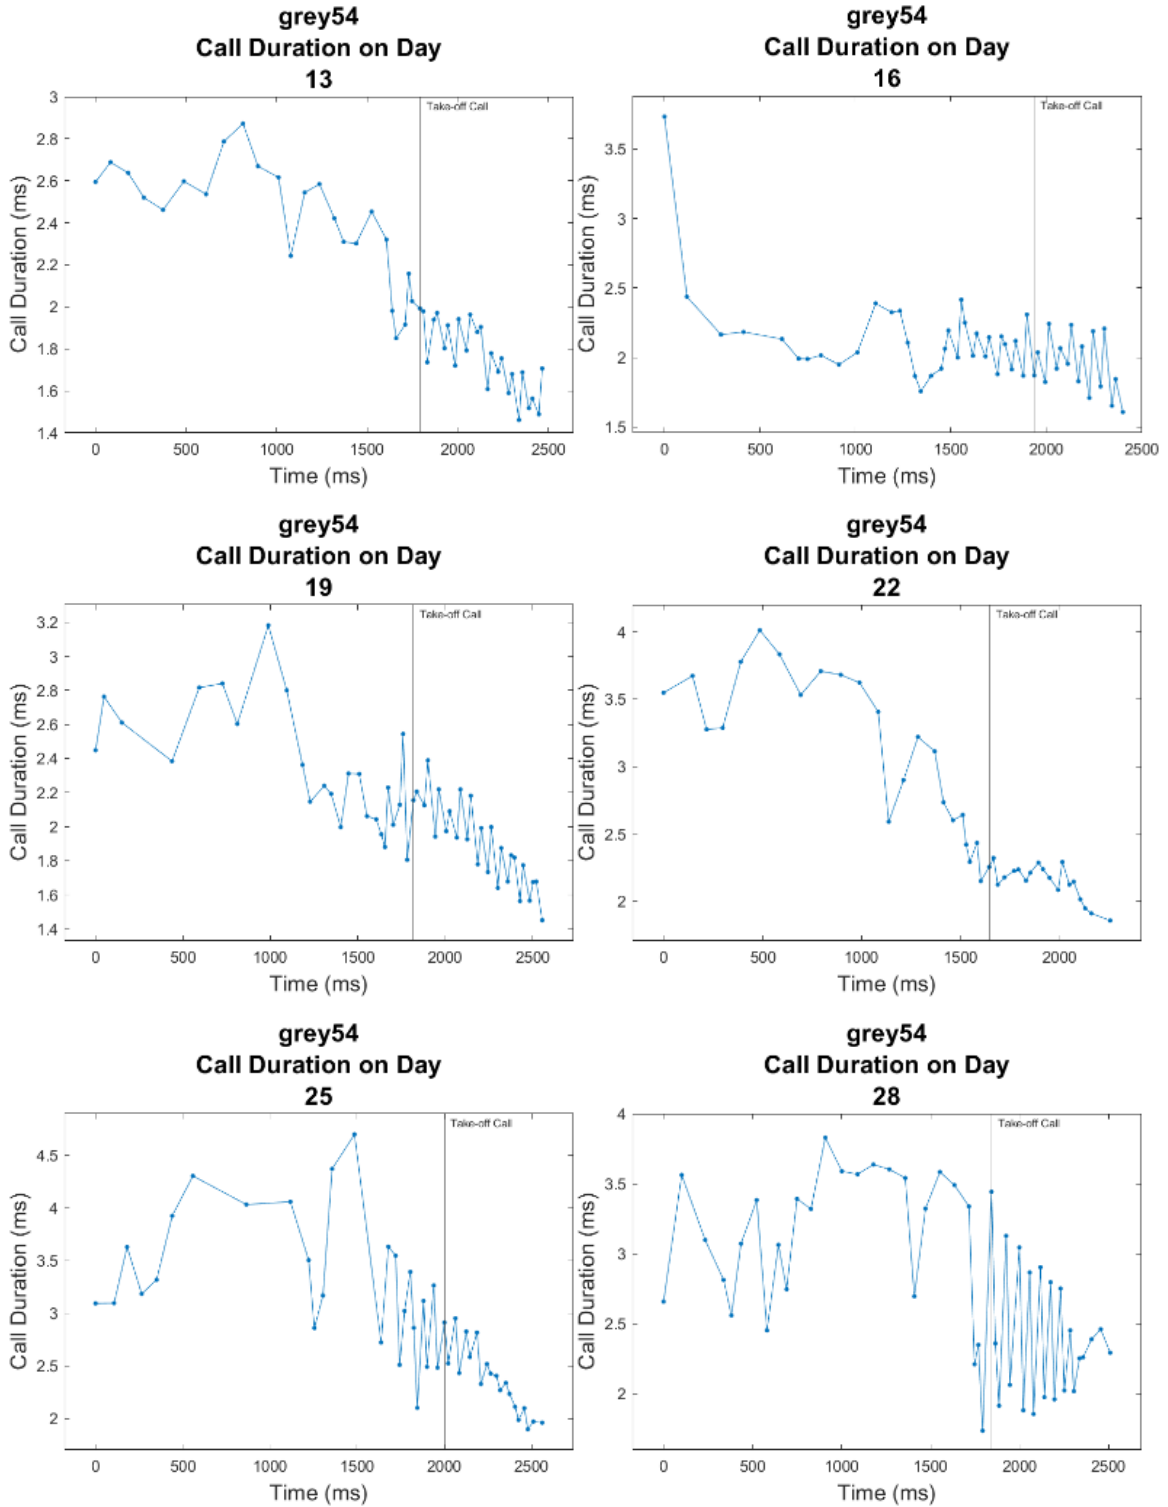 grey54
Call Duration on Day
13
Take-off Call
Call Duration (ms)
3
2.8
2.6
2.4
2.2
2
1.8
1.6
1.4
0 500 1000 1500 2000 2500
Time (ms)
grey54
Call Duration on Day
16
Take-off Call
Call Duration (ms)
3.5
3
2.5
2
1.5
0 500 1000 1500 2000 2500
Time (ms)
grey54
Call Duration on Day
19
Take-off Call
Call Duration (ms)
3.2
2.8
2.4
2.2
2
1.8
1.6
1.4
0 500 1000 1500 2000 2500
Time (ms)
grey54
Call Duration on Day
22
Take-off Call
Call Duration (ms)
4
3.5
3
2.5
2
0 500 1000 1500 2000
Time (ms)
grey54
Call Duration on Day
25
Take-off Call
Call Duration (ms)
4.5
4
3.5
3
2.5
2
0 500 1000 1500 2000 2500
Time (ms)
grey54
Call Duration on Day
28
Take-off Call
Call Duration (ms)
4
3.5
3
2.5
2
0 500 1000 1500 2000 2500
Time (ms)